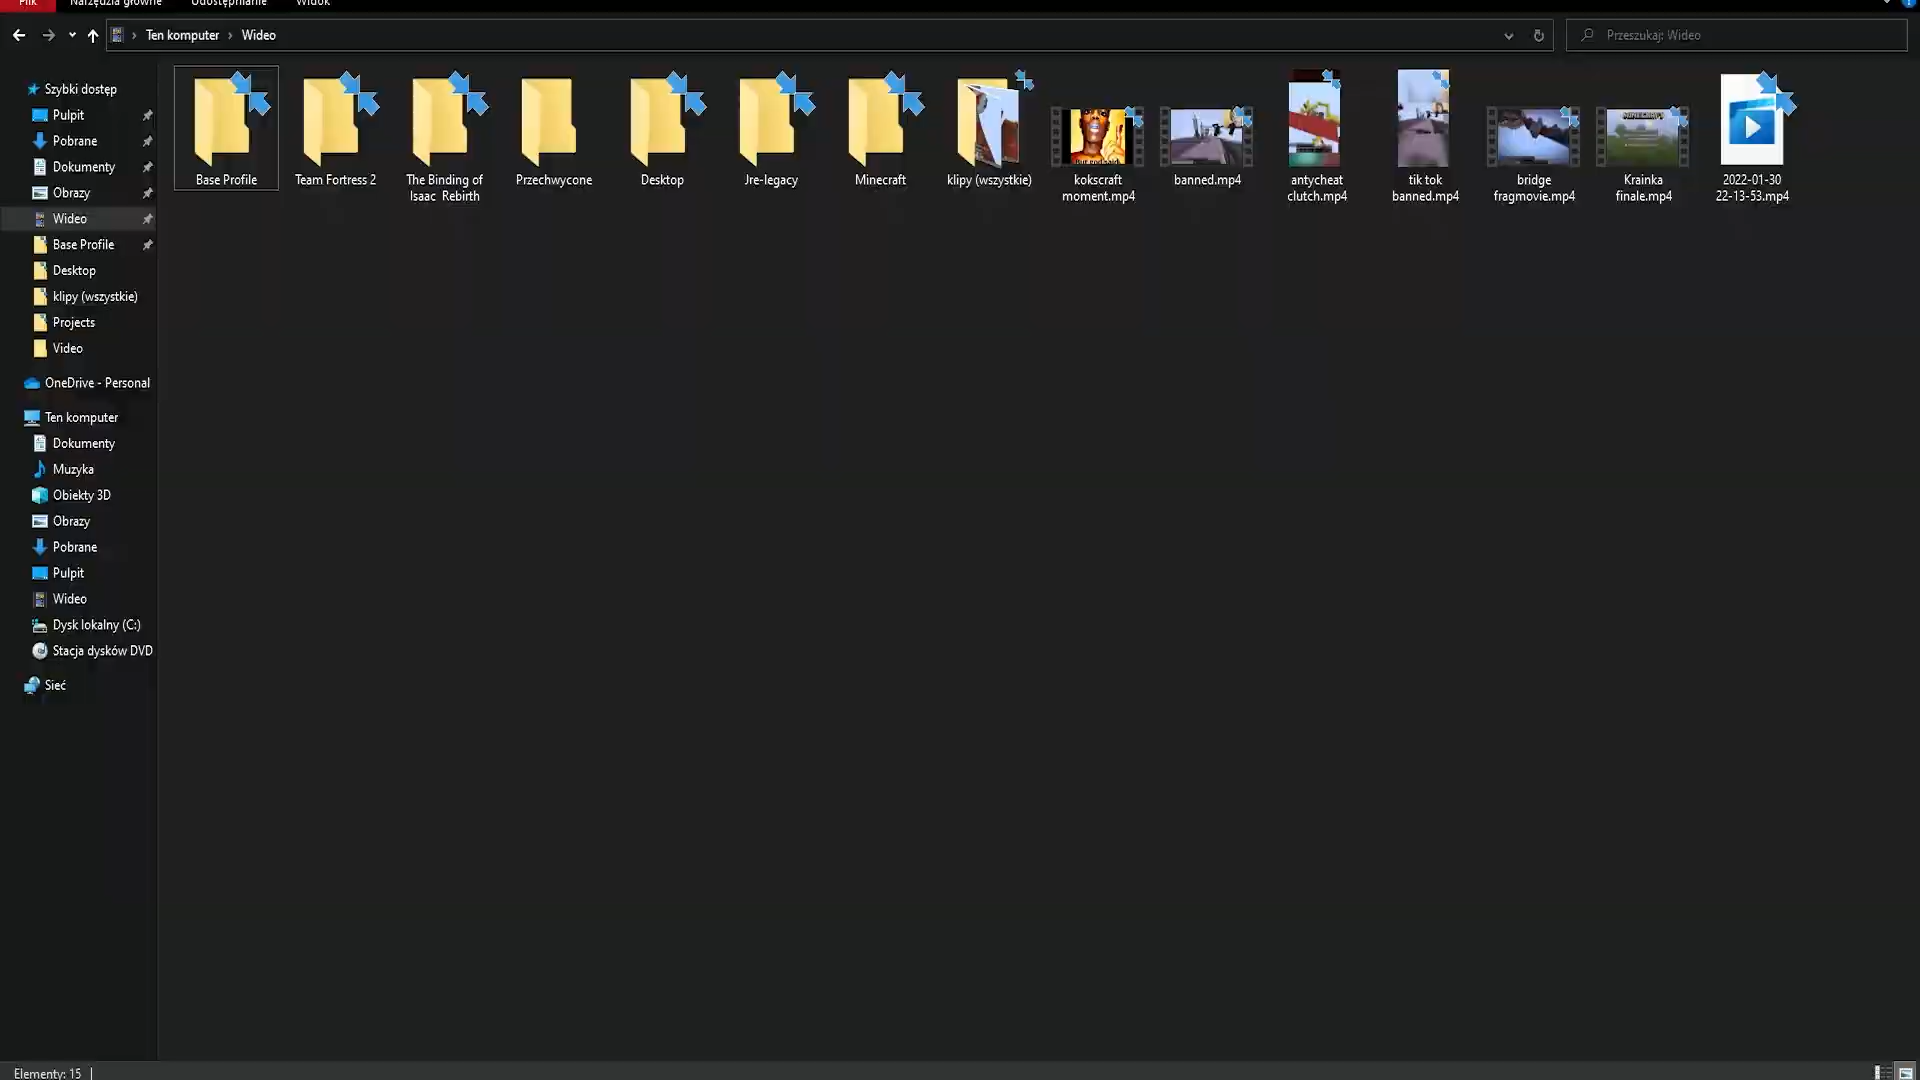 Plik Narzędzia główne Udostępnianie Widok
Ten komputer > Wideo
Przeszukaj: Wideo
Szybki dostęp
Pulpit
Pobrane
Dokumenty
Obrazy
Wideo
Base Profile
Desktop
klipy (wszystkie)
Projects
Video
OneDrive - Personal
Ten komputer
Dokumenty
Muzyka
Obiekty 3D
Obrazy
Pobrane
Pulpit
Wideo
Dysk lokalny (C:)
Stacja dysków DVD
Sieć
Base Profile
Team Fortress 2
The Binding of
Isaac Rebirth
Przechwycone
Desktop
Jre-legacy
Minecraft
klipy (wszystkie)
kokscraft
moment.mp4
banned.mp4
antycheat
clutch.mp4
tik tok
banned.mp4
bridge
fragmovie.mp4
MINECRAFT
Krainka
finale.mp4
2022-01-30
22-13-53.mp4
Elementy: 15